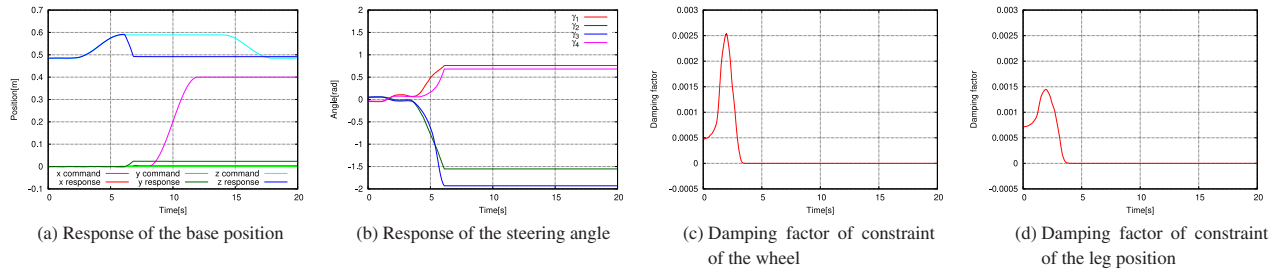 0.7
0.6
0.5
0.4
0.3
0.2
0.1
0
-0.1
Position[m]
x command
x response
y command
y response
z command
z response
0 5 10 15 20
Time[s]
(a) Response of the base position
2
1.5
1
0.5
0
-0.5
-1
-1.5
-2
Angle[rad]
γ1
γ2
γ3
γ4
0 5 10 15 20
Time[s]
(b) Response of the steering angle
0.003
0.0025
0.002
0.0015
0.001
0.0005
0
-0.0005
Damping factor
0 5 10 15 20
Time[s]
(c) Damping factor of constraint
of the wheel
0.003
0.0025
0.002
0.0015
0.001
0.0005
0
-0.0005
Damping factor
0 5 10 15 20
Time[s]
(d) Damping factor of constraint
of the leg position